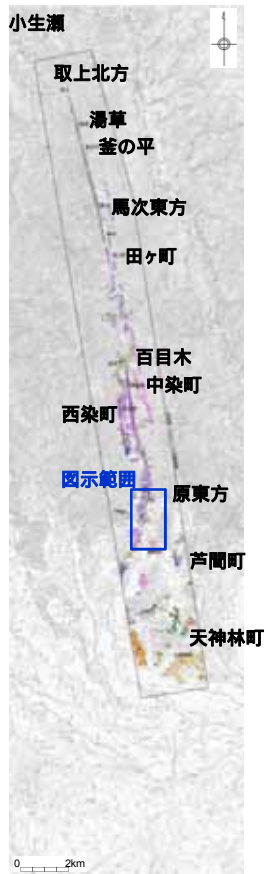 小生瀬
取上北方
湯草
釜の平
馬次東方
田ヶ町
百目木
中染町
西染町
図示範囲
原東方
芦間町
天神林町
0 2km